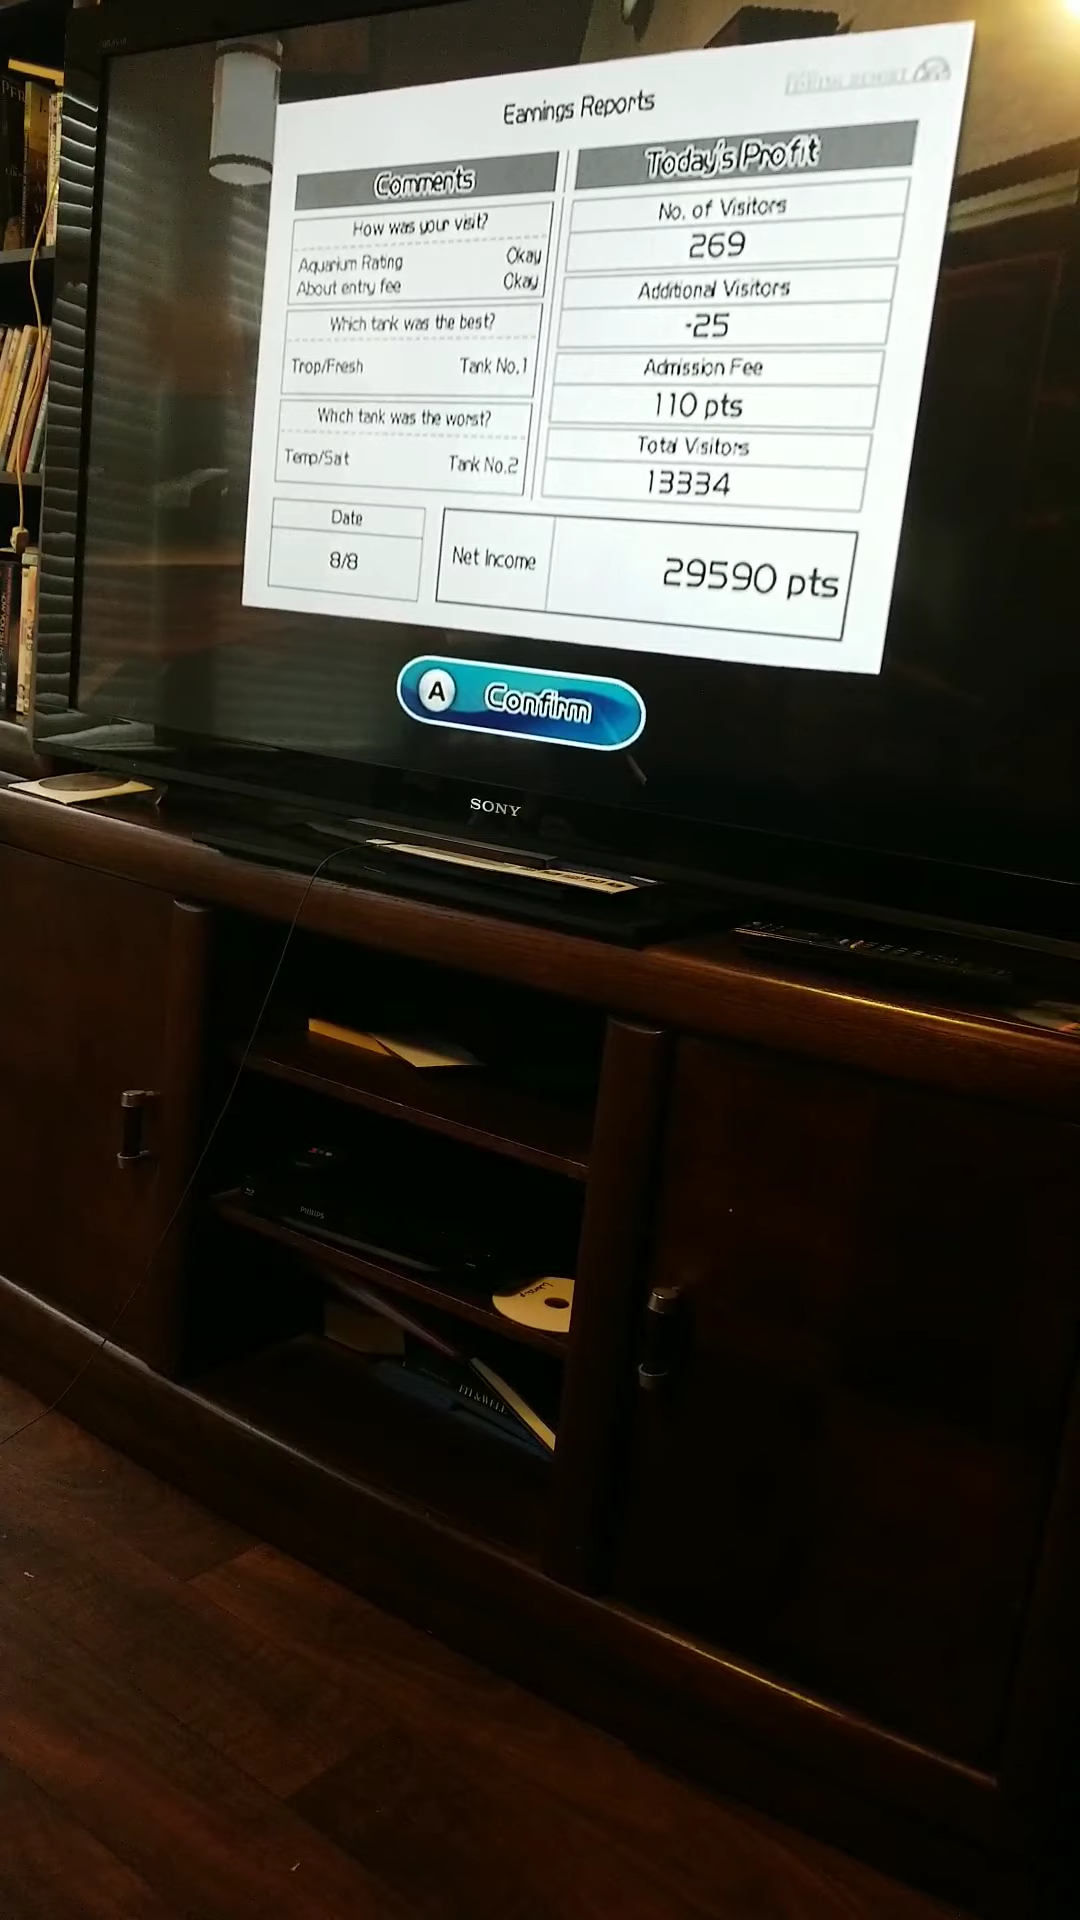 Earnings Reports
Comments
How was your visit?
Aquarium Rating Okay
About entry fee Okay
Which tank was the best?
Trop/Fresh Tank No.1
Which tank was the worst?
Temp/Salt Tank No.2
Date
8/8
Today's Profit
No. of Visitors
269
Additional Visitors
-25
Admission Fee
110 pts
Total Visitors
13334
Net Income 29590 pts
A Confirm
SONY
PHILIPS
FIT & WELL